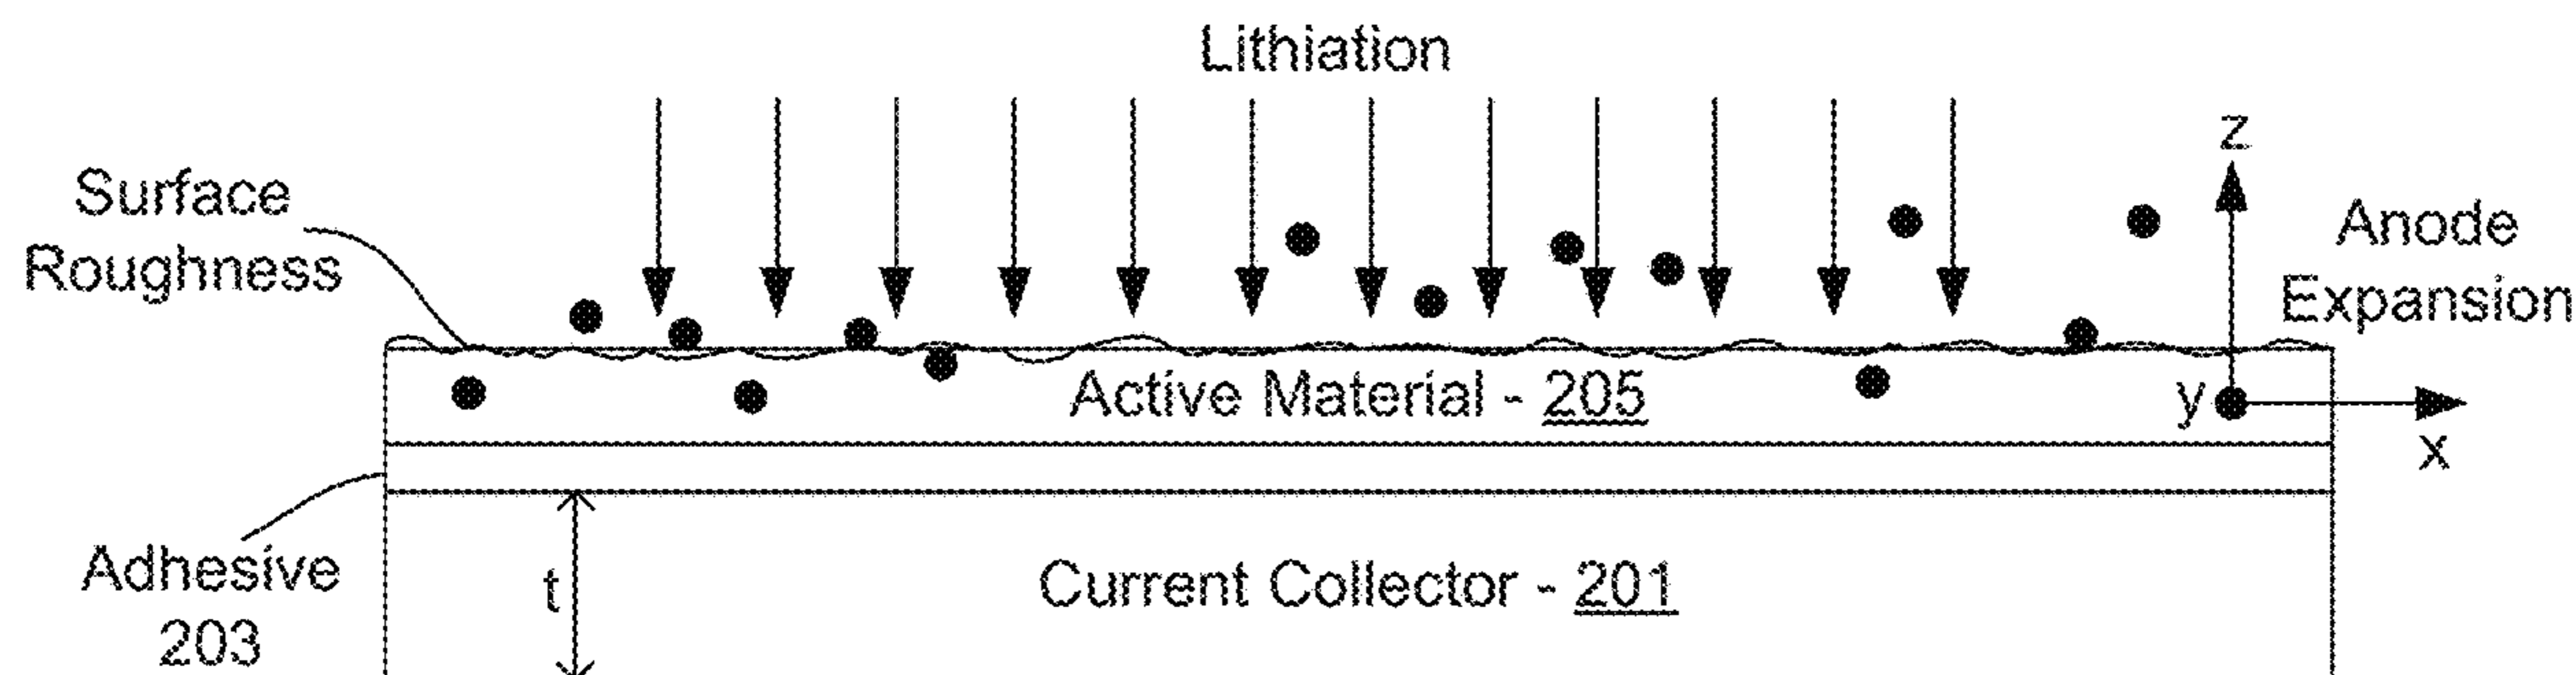 Lithiation
Surface
Roughness
z
Anode
Expansion
Active Material - 205
y
x
Adhesive
203
t
Current Collector - 201